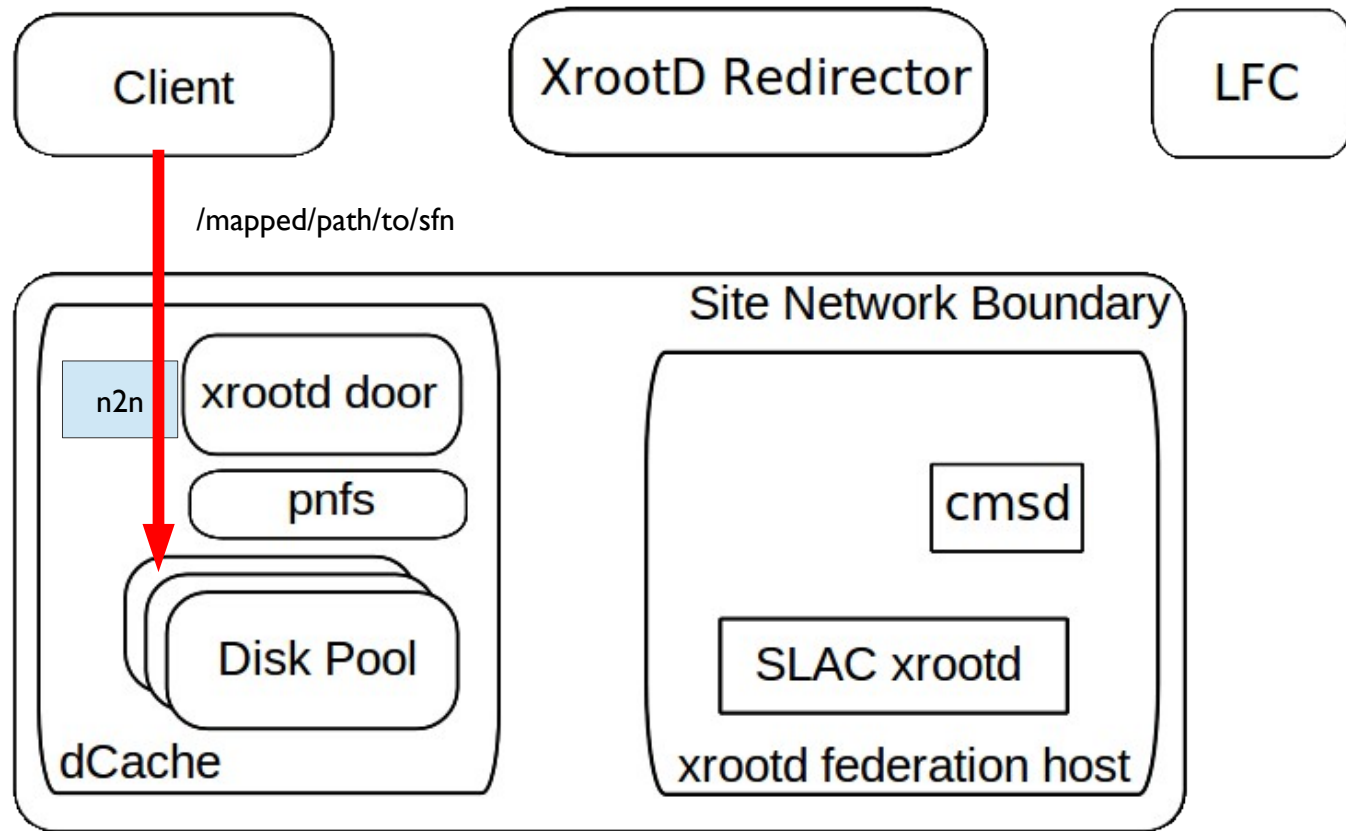 Client
XrootD Redirector
LFC
/mapped/path/to/sfn
Site Network Boundary
n2n
xrootd door
pnfs
cmsd
Disk Pool
SLAC xrootd
dCache
xrootd federation host